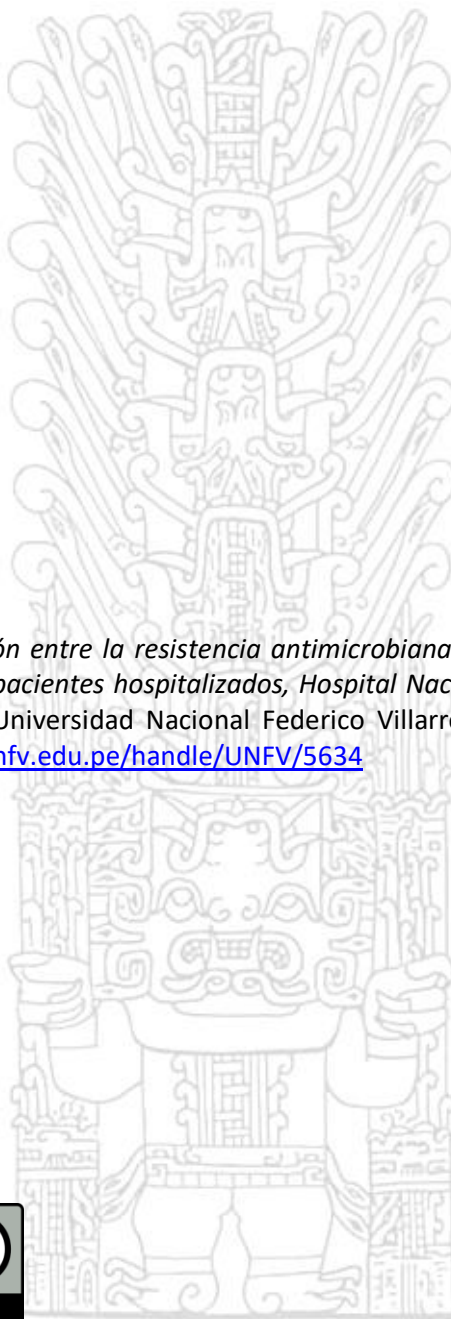 ón entre la resistencia antimicrobiana
pacientes hospitalizados, Hospital Nac
Universidad Nacional Federico Villarr
nfv.edu.pe/handle/UNFV/5634